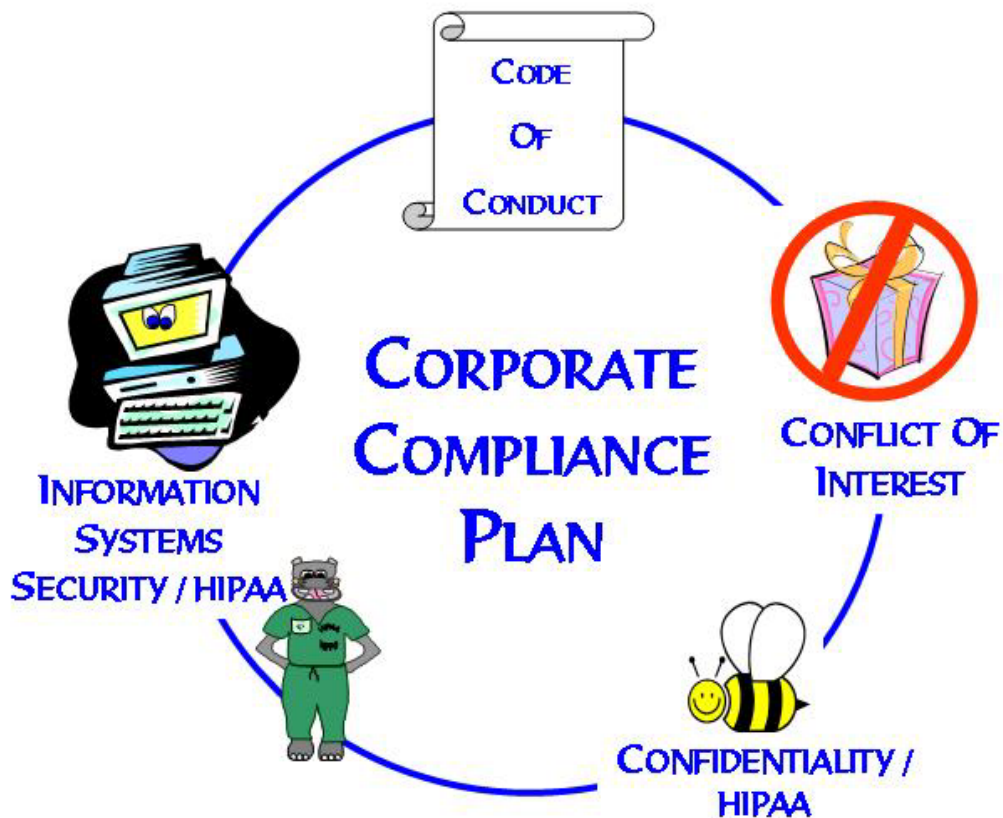 CODE
OF
CONDUCT
CORPORATE
COMPLIANCE
PLAN
CONFLICT OF
INTEREST
INFORMATION
SYSTEMS
SECURITY / HIPAA
CONFIDENTIALITY /
HIPAA